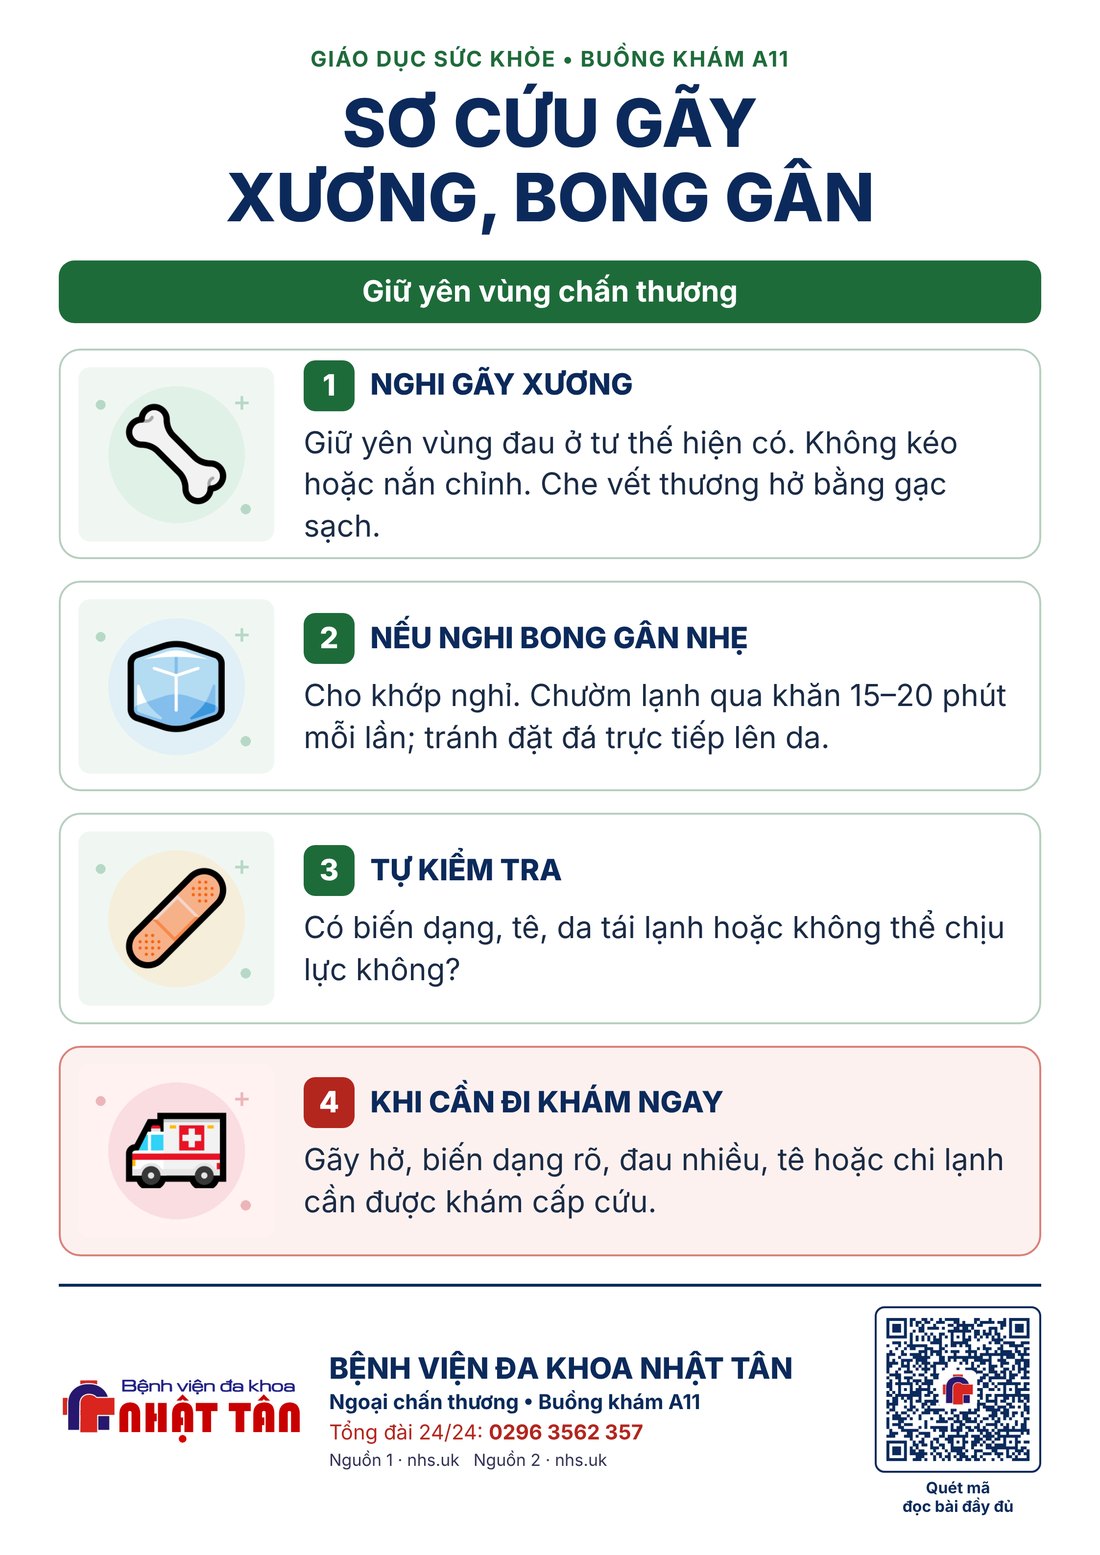 GIÁO DỤC SỨC KHỎE • BUỒNG KHÁM A11
SƠ CỨU GÃY
XƯƠNG, BONG GÂN
Giữ yên vùng chấn thương
1 NGHI GÃY XƯƠNG
Giữ yên vùng đau ở tư thế hiện có. Không kéo
hoặc nắn chỉnh. Che vết thương hở bằng gạc
sạch.
2 NẾU NGHI BONG GÂN NHẸ
Cho khớp nghỉ. Chườm lạnh qua khăn 15–20 phút
mỗi lần; tránh đặt đá trực tiếp lên da.
3 TỰ KIỂM TRA
Có biến dạng, tê, da tái lạnh hoặc không thể chịu
lực không?
4 KHI CẦN ĐI KHÁM NGAY
Gãy hở, biến dạng rõ, đau nhiều, tê hoặc chi lạnh
cần được khám cấp cứu.
Bệnh viện đa khoa
NHẬT TÂN
BỆNH VIỆN ĐA KHOA NHẬT TÂN
Ngoại chấn thương • Buồng khám A11
Tổng đài 24/24: 0296 3562 357
Nguồn 1 · nhs.uk Nguồn 2 · nhs.uk
Quét mã
đọc bài đầy đủ